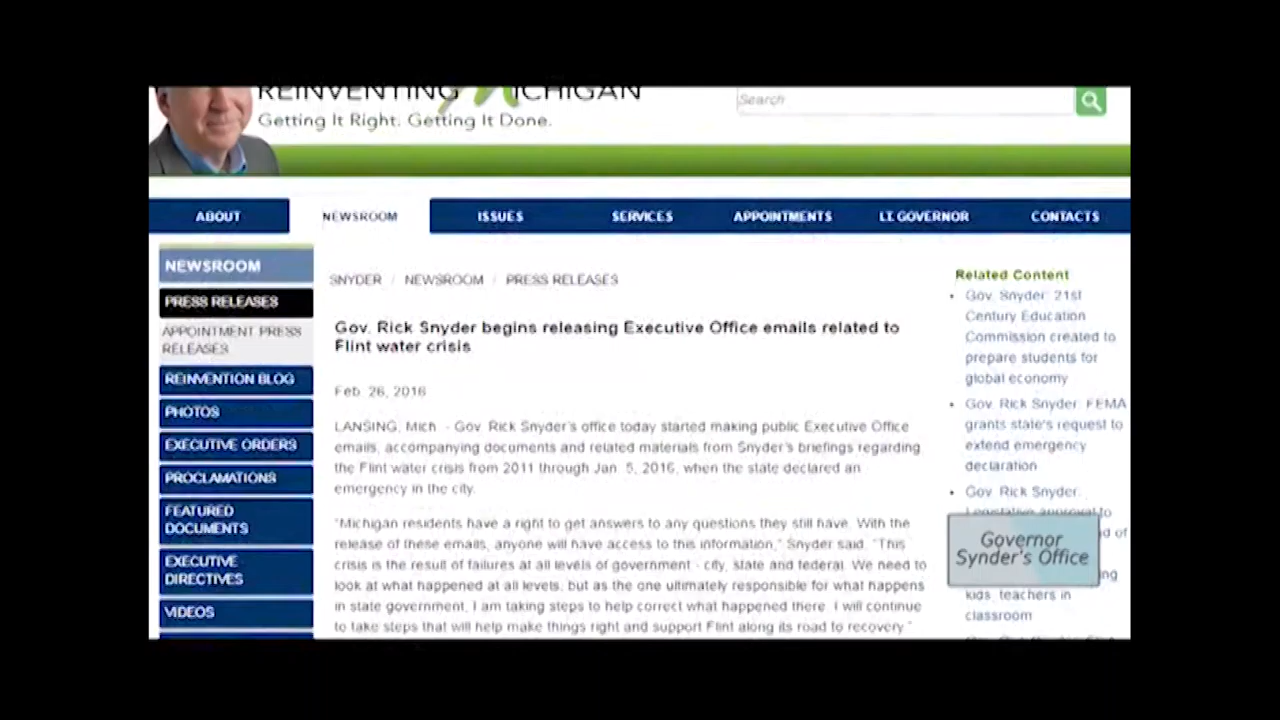 REINVENTING MICHIGAN
Getting It Right. Getting It Done.
Search
ABOUT
NEWSROOM
ISSUES
SERVICES
APPOINTMENTS
LT. GOVERNOR
CONTACTS
NEWSROOM
PRESS RELEASES
APPOINTMENT PRESS
RELEASES
REINVENTION BLOG
PHOTOS
EXECUTIVE ORDERS
PROCLAMATIONS
FEATURED
DOCUMENTS
EXECUTIVE
DIRECTIVES
VIDEOS
SNYDER / NEWSROOM / PRESS RELEASES
Gov. Rick Snyder begins releasing Executive Office emails related to
Flint water crisis
Feb. 26, 2016
LANSING, Mich. - Gov. Rick Snyder's office today started making public Executive Office
emails, accompanying documents and related materials from Snyder's briefings regarding
the Flint water crisis from 2011 through Jan. 5, 2016, when the state declared an
emergency in the city.
"Michigan residents have a right to get answers to any questions they still have. With the
release of these emails, anyone will have access to this information," Snyder said. "This
crisis is the result of failures at all levels of government - city, state and federal. We need to
look at what happened at all levels, but as the one ultimately responsible for what happens
in state government, I am taking steps to help correct what happened there. I will continue
to take steps that will help make things right and support Flint along its road to recovery."
Related Content
Gov. Snyder: 21st
Century Education
Commission created to
prepare students for
global economy
Gov. Rick Snyder: FEMA
grants state's request to
extend emergency
declaration
Gov. Rick Snyder:
Legislative approval to
of
Governor
Synder's Office
kids, teachers in
classroom